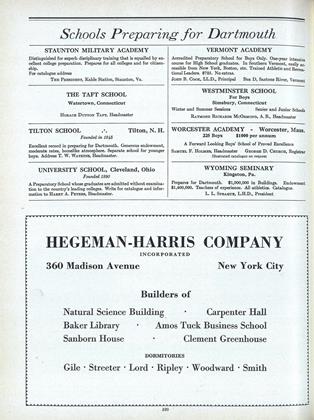 Schools Preparing for Dartmouth
STAUNTON MILITARY ACADEMY
Distinguished for superb disciplinary training that is equalled by excellent college preparation. Prepares for all colleges and for citizenship.
For catalogue address
THE PRESIDENT, Kable Station, Staunton, Va.
THE TAFT SCHOOL
Watertown, Connecticut
HORACE DUTTON TAFT, Headmaster
TILTON SCHOOL Tilton, N. H.
Founded in 1845
Excellent record in preparing for Dartmouth. Generous endowment, moderate rates, homelike atmosphere. Separate school for younger boys. Address T. W. WATKINS, Headmaster.
UNIVERSITY SCHOOL, Cleveland, Ohio
Founded 1890
A Preparatory School whose graduates are admitted without examination to the country's leading colleges. Write for catalogue and information to HARRY A. PETERS, Headmaster.
VERMONT ACADEMY
Accredited Preparatory School for Boys Only. One-year intensive course for High School graduates. In southern Vermont, easily accessible from New York, Boston, etc. Trained Athletic and Recreational Leaders. $750. No extras.
JOHN B. COOK, LL.D., Principal Box D, Saxtons River, Vermont
WESTMINSTER SCHOOL
For Boys
Simsbury, Connecticut
Winter and Summer Sessions Senior and Junior Schools
RAYMOND RICHARDS MCORMOND, A. B., Headmaster
WORCESTER ACADEMY - Worcester, Mass.
225 Boys $1000 per annum
A Forward Looking Boys' School of Proved Excellence
SAMUEL F. HOLMES, Headmaster GEORGE D. CHURCH, Registrar
Illustrated catalogue on request
WYOMING SEMINARY
Kingston, Pa.
Prepares for Dartmouth. $1,000,000 in Buildings. Endowment $1,400,000. Teachers of experience. All athletics. Catalogue.
L. L. SPRAGUE, L.H.D., President
HEGEMAN-HARRIS COMPANY
INCORPORATED
360 Madison Avenue New York City
Builders of
Natural Science Building · Carpenter Hall
Baker Library · Amos Tuck Business School
Sanborn House · Clement Greenhouse
DORMITORIES
Gile · Streeter · Lord · Ripley · Woodward · Smith